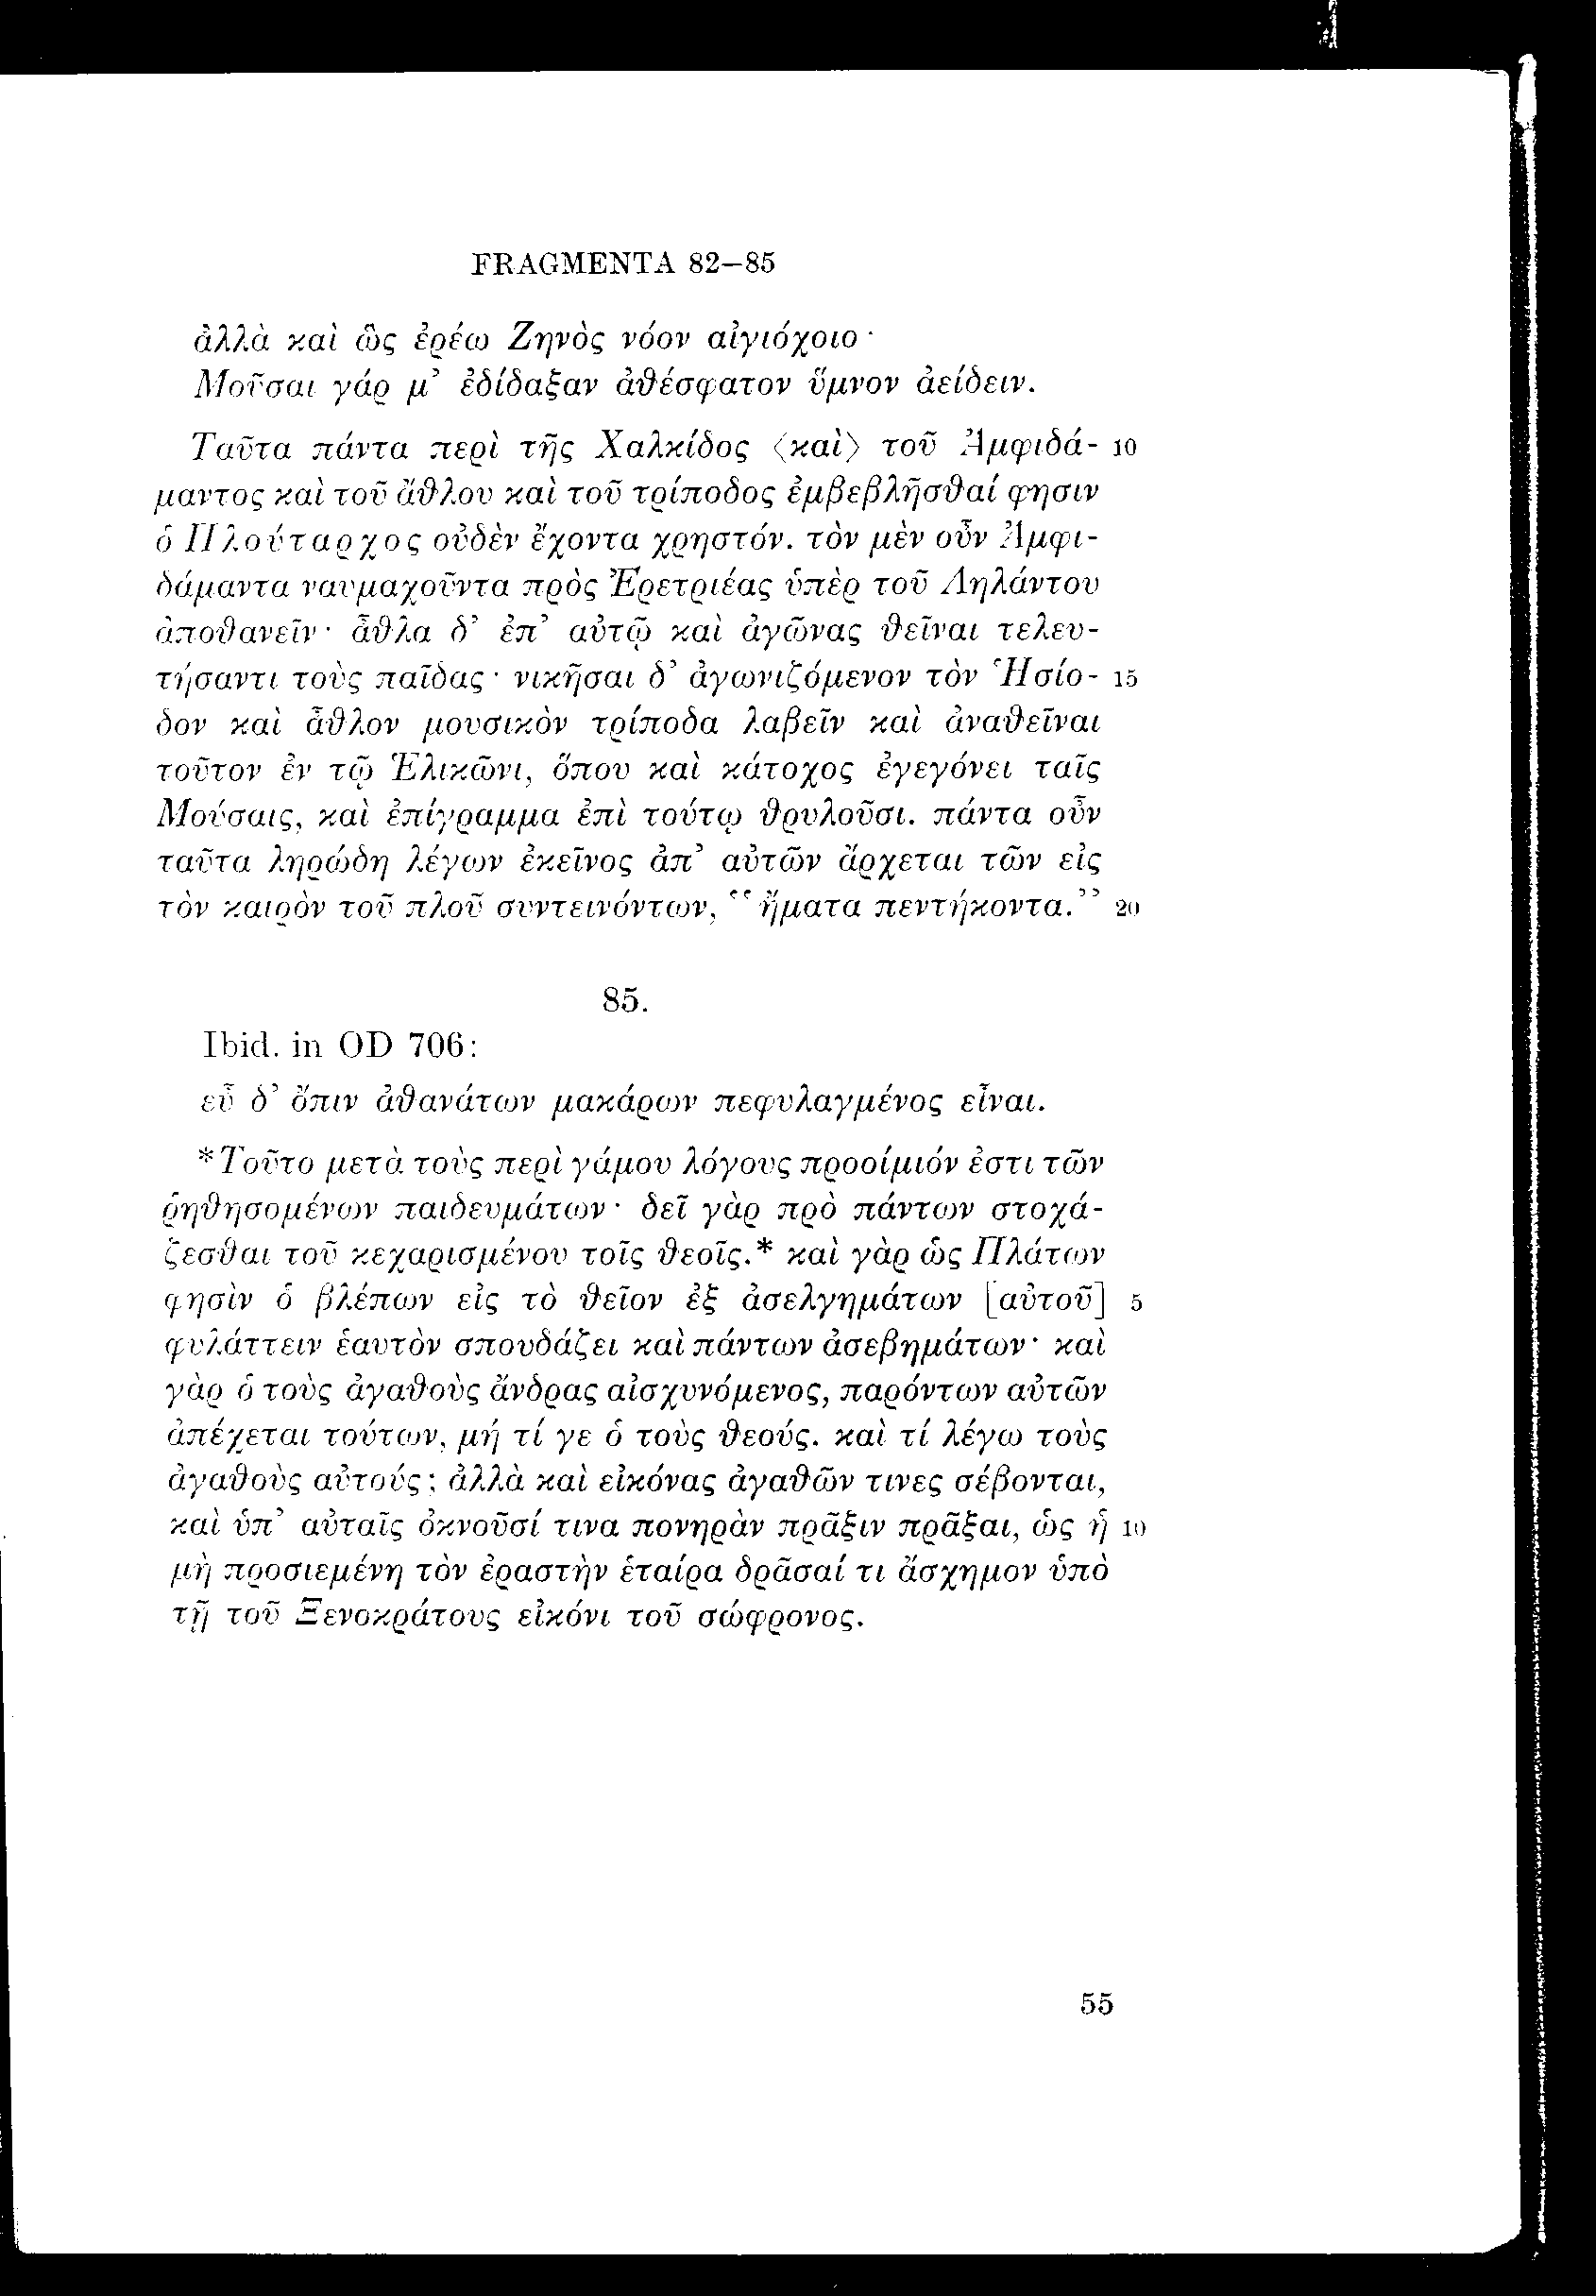 FRAGMENTA 82–85
ἀλλὰ καὶ ὣς ἐρέω Ζηνὸς νόον αἰγιόχοιο·
Μοῦσαι γάρ μ’ ἐδίδαξαν ἀθέσφατον ὕμνον ἀείδειν.
Ταῦτα πάντα περὶ τῆς Χαλκίδος ⟨καὶ⟩ τοῦ Ἀμφιδά- 10
μαντος καὶ τοῦ ἄθλου καὶ τοῦ τρίποδος ἐμβεβλῆσθαί φησιν
ὁ Πλούταρχος οὐδὲν ἔχοντα χρηστόν. τὸν μὲν οὖν Ἀμφι-
δάμαντα ναυμαχοῦντα πρὸς Ἐρετριέας ὑπὲρ τοῦ Ληλάντου
ἀποθανεῖν· ἆθλα δ’ ἐπ’ αὐτῷ καὶ ἀγῶνας θεῖναι τελευ-
τήσαντι τοὺς παῖδας· νικῆσαι δ’ ἀγωνιζόμενον τὸν Ἡσίο- 15
δον καὶ ἆθλον μουσικὸν τρίποδα λαβεῖν καὶ ἀναθεῖναι
τοῦτον ἐν τῷ Ἑλικῶνι, ὅπου καὶ κάτοχος ἐγεγόνει ταῖς
Μούσαις, καὶ ἐπίγραμμα ἐπὶ τούτῳ θρυλοῦσι. πάντα οὖν
ταῦτα ληρώδη λέγων ἐκεῖνος ἀπ’ αὐτῶν ἄρχεται τῶν εἰς
τὸν καιρὸν τοῦ πλοῦ συντεινόντων, “ἤματα πεντήκοντα.” 20
85.
Ibid. in OD 706:
εὖ δ’ ὄπιν ἀθανάτων μακάρων πεφυλαγμένος εἶναι.
*Τοῦτο μετὰ τοὺς περὶ γάμου λόγους προοίμιόν ἐστι τῶν
ῥηθησομένων παιδευμάτων· δεῖ γὰρ πρὸ πάντων στοχά-
ζεσθαι τοῦ κεχαρισμένου τοῖς θεοῖς.* καὶ γὰρ ὡς Πλάτων
φησὶν ὁ βλέπων εἰς τὸ θεῖον ἐξ ἀσελγημάτων [αὐτοῦ] 5
φυλάττειν ἑαυτὸν σπουδάζει καὶ πάντων ἀσεβημάτων· καὶ
γὰρ ὁ τοὺς ἀγαθοὺς ἄνδρας αἰσχυνόμενος, παρόντων αὐτῶν
ἀπέχεται τούτων, μή τί γε ὁ τοὺς θεούς. καὶ τί λέγω τοὺς
ἀγαθοὺς αὐτούς; ἀλλὰ καὶ εἰκόνας ἀγαθῶν τινες σέβονται,
καὶ ὑπ’ αὐταῖς ὀκνοῦσί τινα πονηρὰν πρᾶξιν πρᾶξαι, ὡς ἡ 10
μὴ προσιεμένη τὸν ἐραστὴν ἑταίρα δρᾶσαί τι ἄσχημον ὑπὸ
τῇ τοῦ Ξενοκράτους εἰκόνι τοῦ σώφρονος.
55